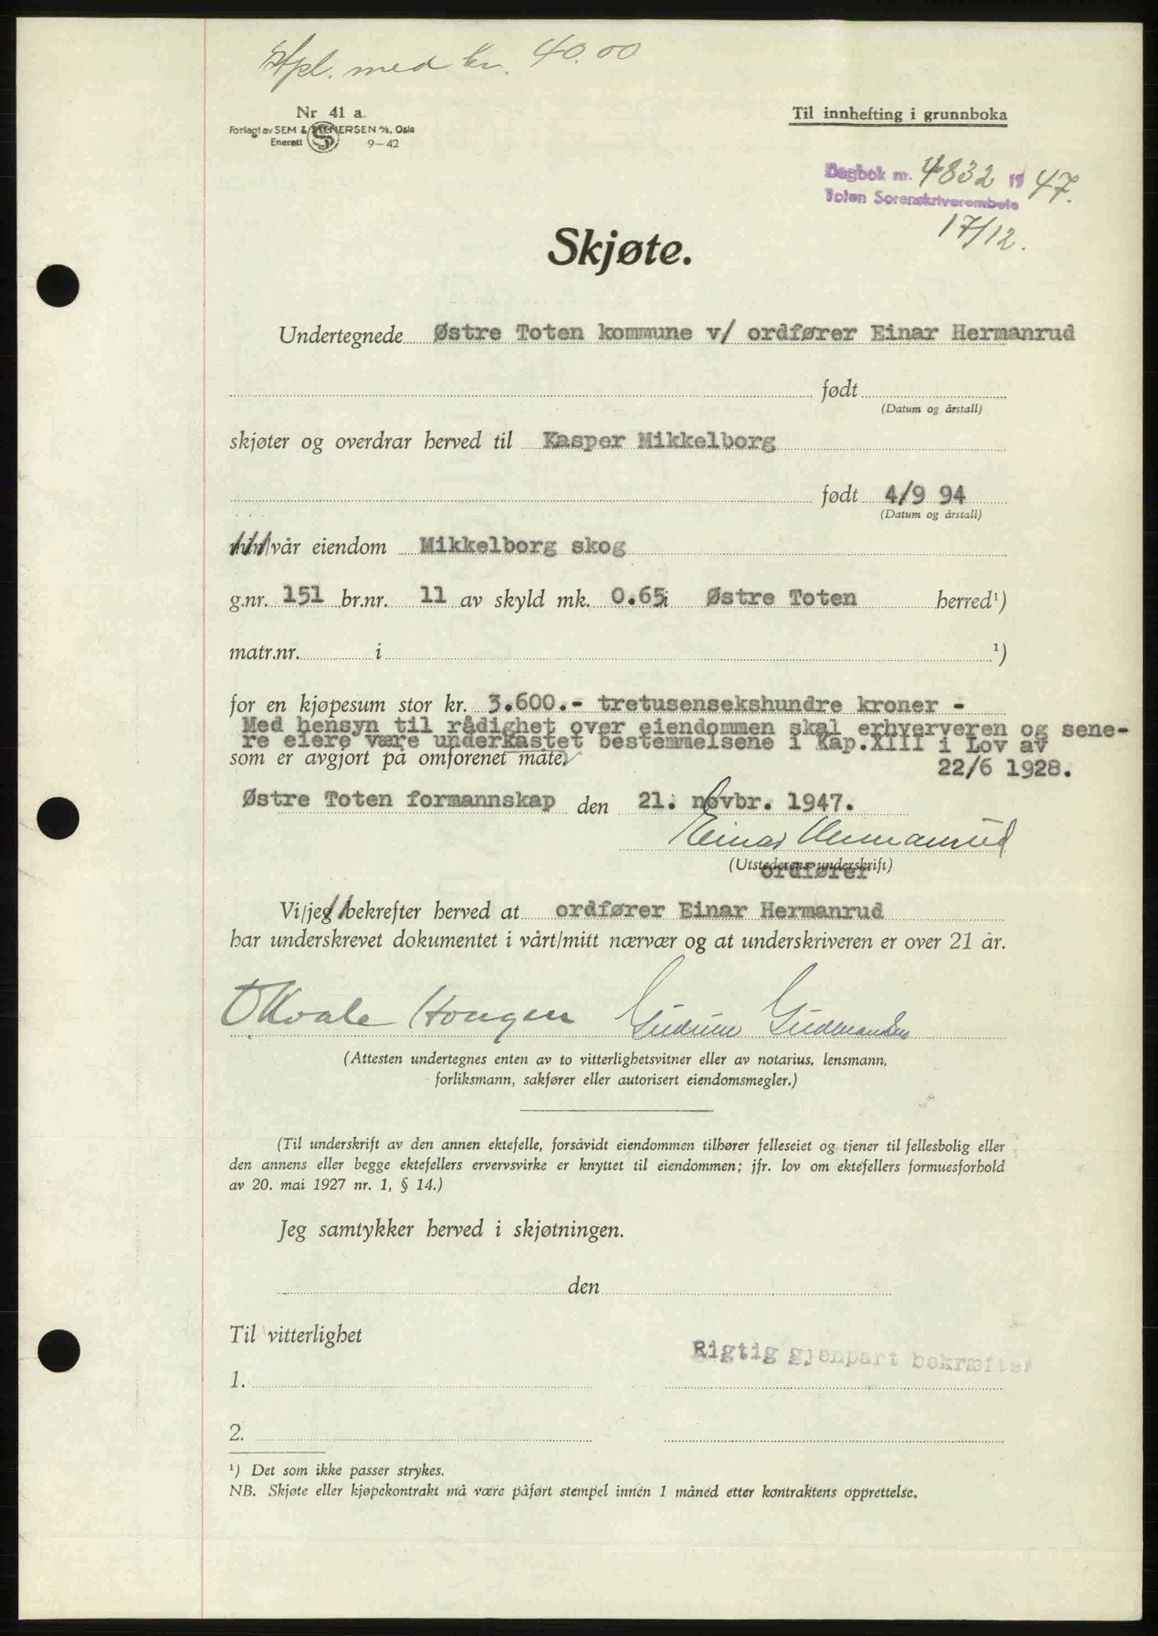 Stpl. med kr. 40.00
Nr 41 a.
Forlagt av SEM & STENERSEN A/S, Oslo
Enerett 9-42
Til innhefting i grunnboka
Dagbok nr. 4832 19 47.
Toten Sorenskriverembete
17/12.
Skjøte.
Undertegnede Østre Toten kommune v/ ordfører Einar Hermanrud
født
(Datum og årstall)
skjøter og overdrar herved til Kasper Mikkelborg
født 4/9 94
(Datum og årstall)
min/vår eiendom Mikkelborg skog
g.nr. 151 br.nr. 11 av skyld mk. 0.65 i Østre Toten herred¹)
matr.nr. i ¹)
for en kjøpesum stor kr. 3.600.- tretusensekshundre kroner -
Med hensyn til rådighet over eiendommen skal erhververen og sene-
re eiere være underkastet bestemmelsene i Kap.XIII i Lov av
som er avgjort på omforenet måte.
22/6 1928.
Østre Toten formannskap den 21. novbr. 1947.
Einar Hermanrud
(Utstederens underskrift)
ordfører
Vi/jeg bekrefter herved at ordfører Einar Hermanrud
har underskrevet dokumentet i vårt/mitt nærvær og at underskriveren er over 21 år.
Kvale Haugen Gudrun Gudmundsen
(Attesten undertegnes enten av to vitterlighetsvitner eller av notarius, lensmann,
forliksmann, sakfører eller autorisert eiendomsmegler.)
(Til underskrift av den annen ektefelle, forsåvidt eiendommen tilhører felleseiet og tjener til fellesbolig eller
den annens eller begge ektefellers ervervsvirke er knyttet til eiendommen; jfr. lov om ektefellers formuesforhold
av 20. mai 1927 nr. 1, § 14.)
Jeg samtykker herved i skjøtningen.
den
Til vitterlighet
Rigtig gjenpart bekræftes
1.
2.
¹) Det som ikke passer strykes.
NB. Skjøte eller kjøpekontrakt må være påført stempel innen 1 måned etter kontraktens opprettelse.